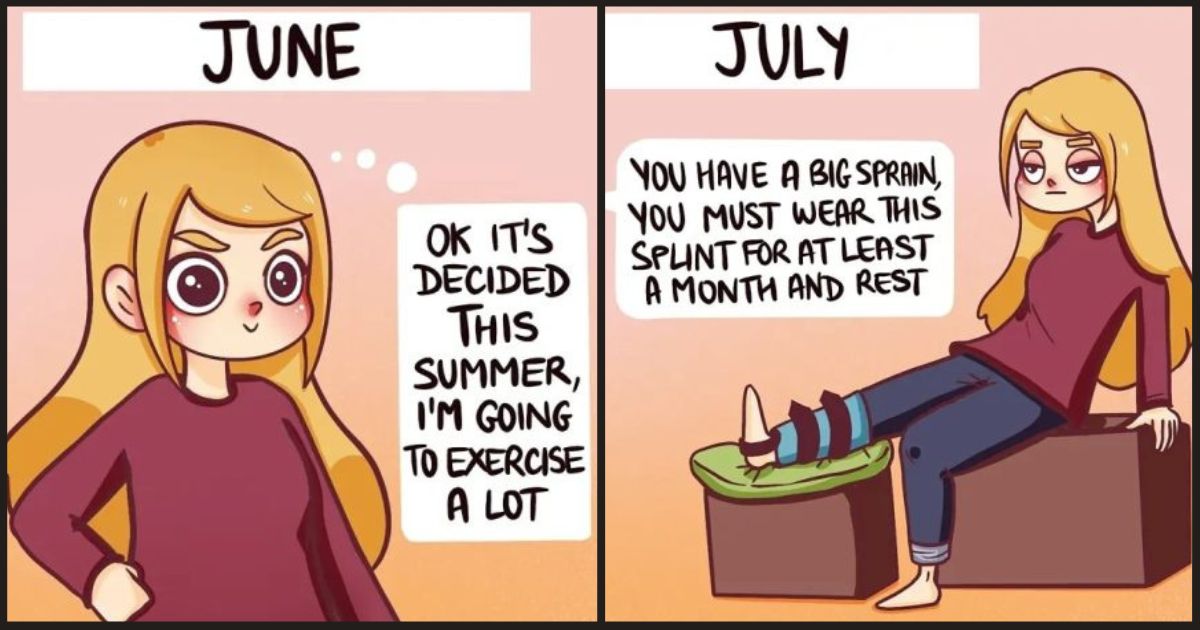 JUNE
OK IT'S
DECIDED
THIS
SUMMER,
I'M GOING
TO EXERCISE
A LOT
JULY
YOU HAVE A BIG SPRAIN,
YOU MUST WEAR THIS
SPLINT FOR AT LEAST
A MONTH AND REST